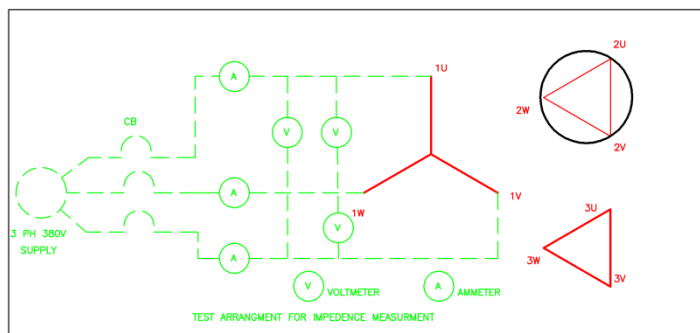 1U
2U
A
CB
V
V
2W
2V
A
1W
1V
3U
V
3 PH 380V
SUPPLY
A
3W
3V
V VOLTMETER
A AMMETER
TEST ARRANGMENT FOR IMPEDENCE MEASURMENT